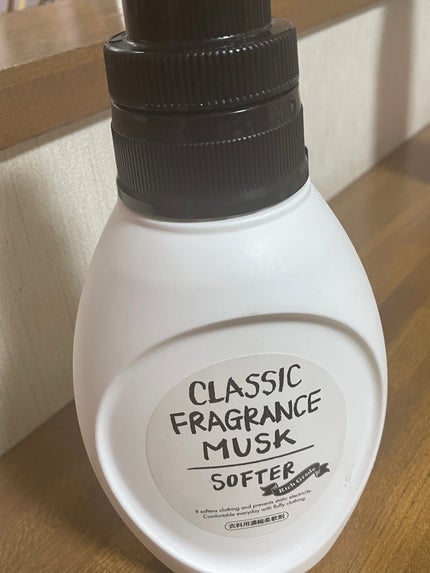 CLASSIC
FRAGRANCE
MUSK
SOFTER
Rich Grade
It softens clothing and prevents static electricity.
Comfortable everyday with fluffy clothing.
衣料用濃縮柔軟剤